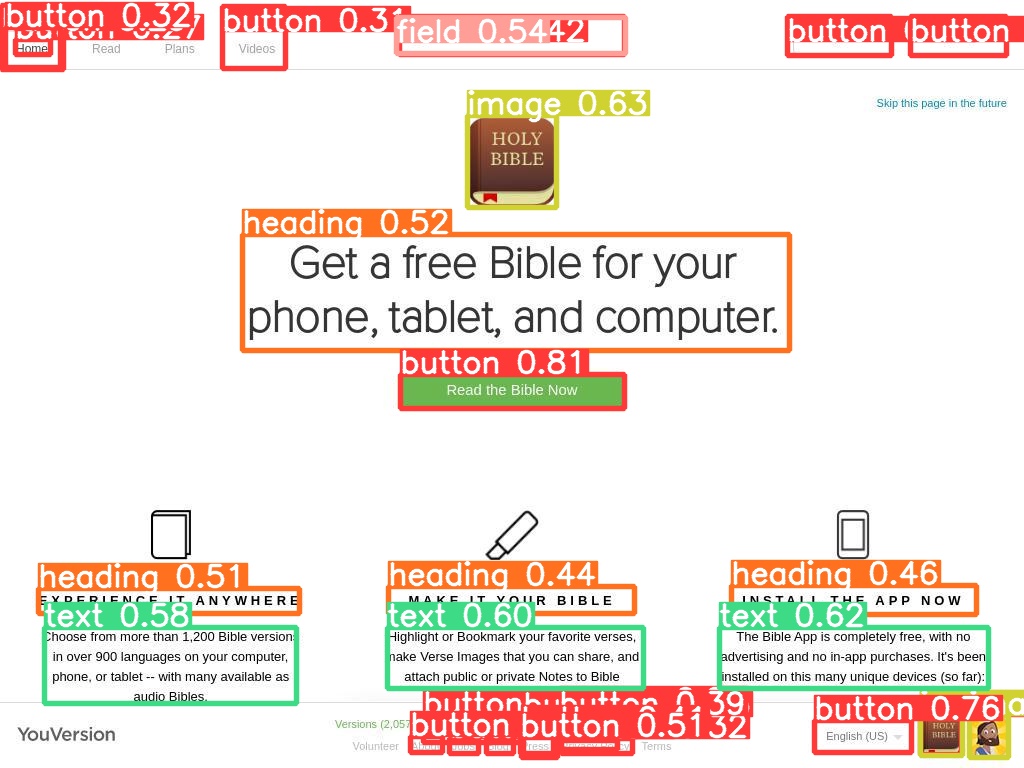 button 0.32
button 0.27
button 0.31
field 0.5442
button
button
Home Read Plans Videos
Skip this page in the future
image 0.63
HOLY
BIBLE
heading 0.52
Get a free Bible for your
phone, tablet, and computer.
button 0.81
Read the Bible Now
heading 0.51
EXPERIENCE IT ANYWHERE
text 0.58
Choose from more than 1,200 Bible versions
in over 900 languages on your computer,
phone, or tablet -- with many available as
audio Bibles.
heading 0.44
MAKE IT YOUR BIBLE
text 0.60
Highlight or Bookmark your favorite verses,
make Verse Images that you can share, and
attach public or private Notes to Bible
heading 0.46
INSTALL THE APP NOW
text 0.62
The Bible App is completely free, with no
advertising and no in-app purchases. It's been
installed on this many unique devices (so far):
YouVersion
Versions (2,057
button button 0.39
button button 0.51 32
Volunteer About Jobs Blog Press Privacy Policy Terms
button 0.76
English (US)
HOLY
BIBLE